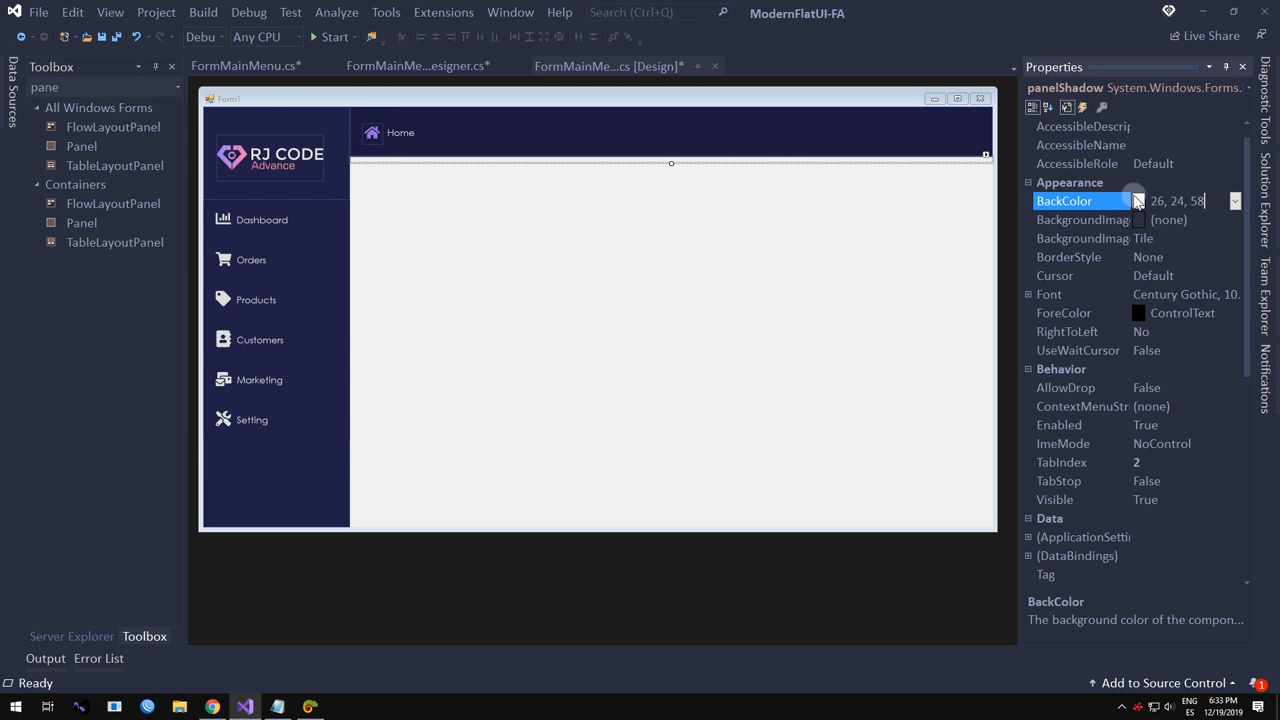 File Edit View Project Build Debug Test Analyze Tools Extensions Window Help Search (Ctrl+Q) ModernFlatUI-FA
Debu Any CPU Start Live Share
Data Sources
Toolbox
pane
All Windows Forms
FlowLayoutPanel
Panel
TableLayoutPanel
Containers
FlowLayoutPanel
Panel
TableLayoutPanel
Server Explorer Toolbox
FormMainMenu.cs* FormMainMe...esigner.cs* FormMainMe...cs [Design]*
Form1
RJ CODE
Advance
Home
Dashboard
Orders
Products
Customers
Marketing
Setting
Properties
panelShadow System.Windows.Forms.
AccessibleDescrip
AccessibleName
AccessibleRole Default
Appearance
BackColor 26, 24, 58
BackgroundImag (none)
BackgroundImag Tile
BorderStyle None
Cursor Default
Font Century Gothic, 10.
ForeColor ControlText
RightToLeft No
UseWaitCursor False
Behavior
AllowDrop False
ContextMenuStri (none)
Enabled True
ImeMode NoControl
TabIndex 2
TabStop False
Visible True
Data
(ApplicationSetti
(DataBindings)
Tag
BackColor
The background color of the compon...
Diagnostic Tools
Solution Explorer
Team Explorer
Notifications
Output Error List
Ready Add to Source Control 1
ENG 6:33 PM
ES 12/19/2019